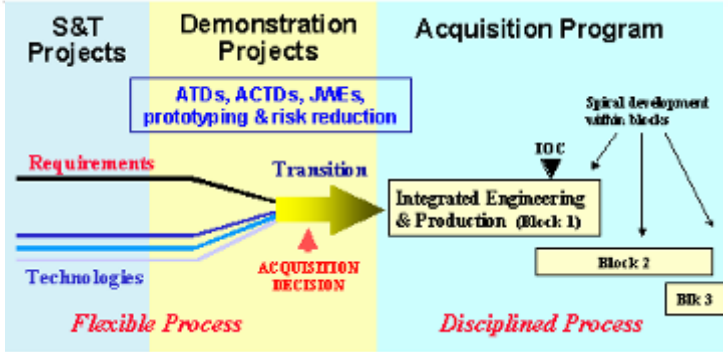 S&T
Projects
Demonstration
Projects
Acquisition Program
ATDs, ACTDs, JWEs,
prototyping & risk reduction
Spiral development
within blocks
Requirements
Transition
IOC
Integrated Engineering
& Production (Block 1)
Technologies
ACQUISITION
DECISION
Block 2
Blk 3
Flexible Process
Disciplined Process